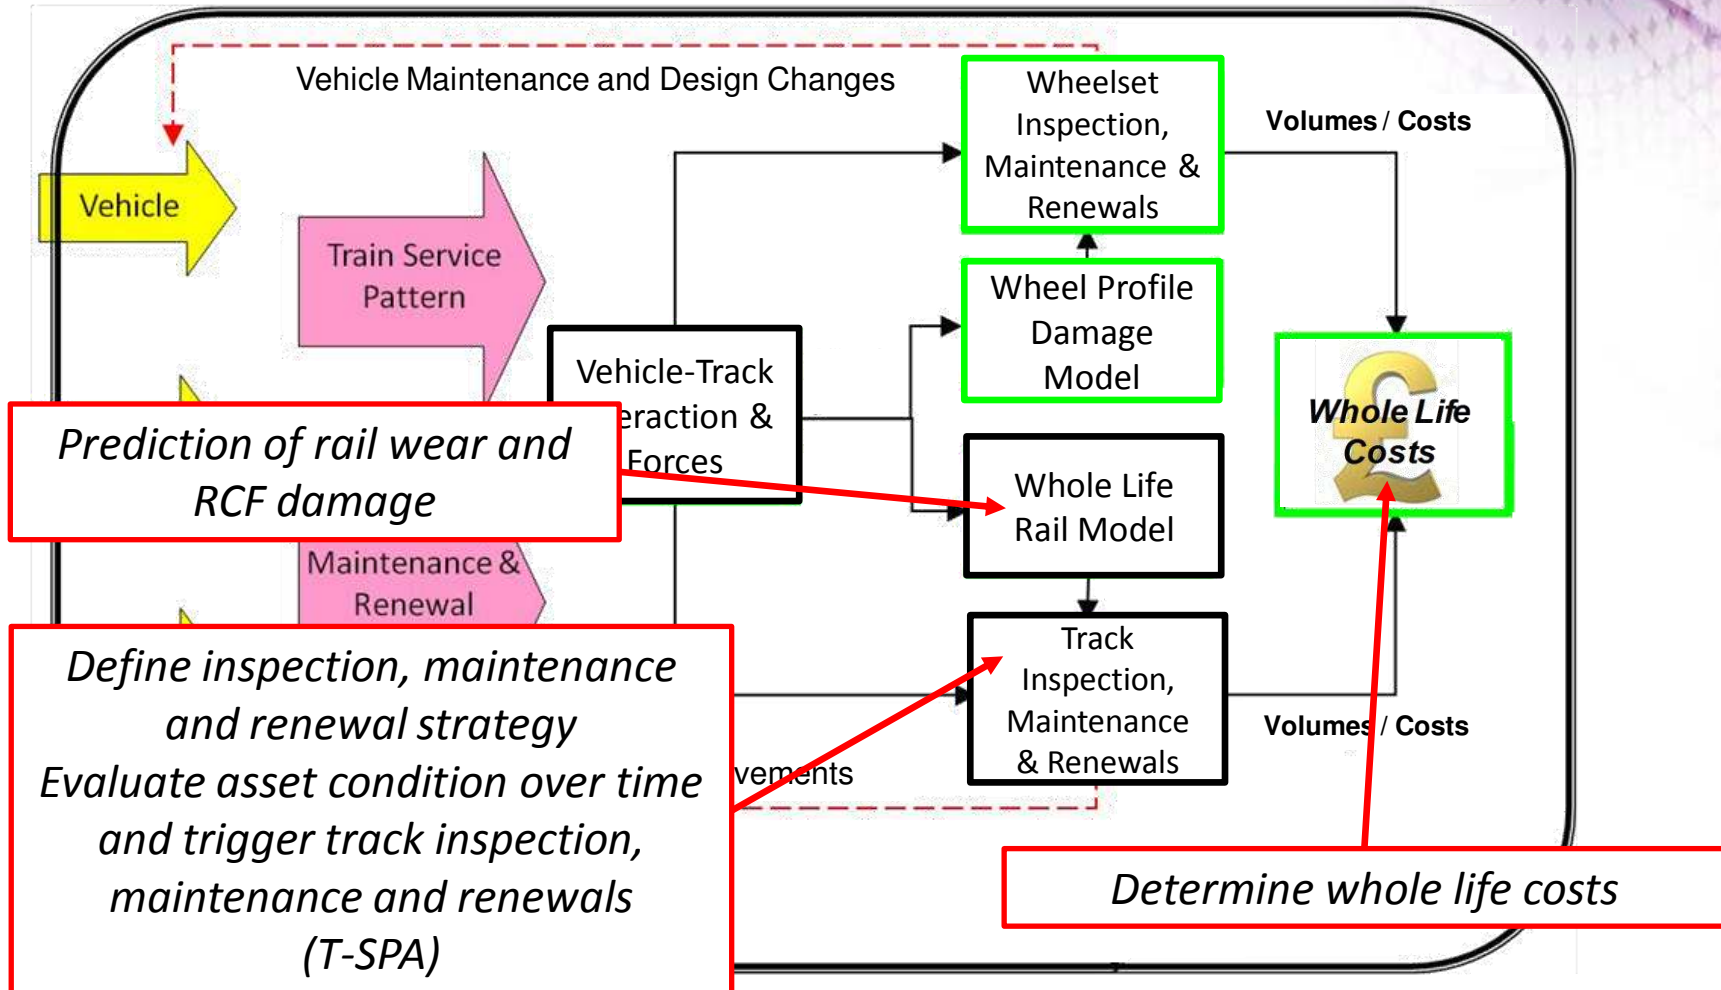 Vehicle Maintenance and Design Changes
Wheelset
Inspection,
Maintenance &
Renewals
Volumes / Costs
Vehicle
Train Service
Pattern
Wheel Profile
Damage
Model
Vehicle-Track
eraction &
Forces
Whole Life
Costs
Prediction of rail wear and
RCF damage
Whole Life
Rail Model
Maintenance &
Renewal
Track
Inspection,
Maintenance
& Renewals
Volumes / Costs
vements
Define inspection, maintenance
and renewal strategy
Evaluate asset condition over time
and trigger track inspection,
maintenance and renewals
(T-SPA)
Determine whole life costs